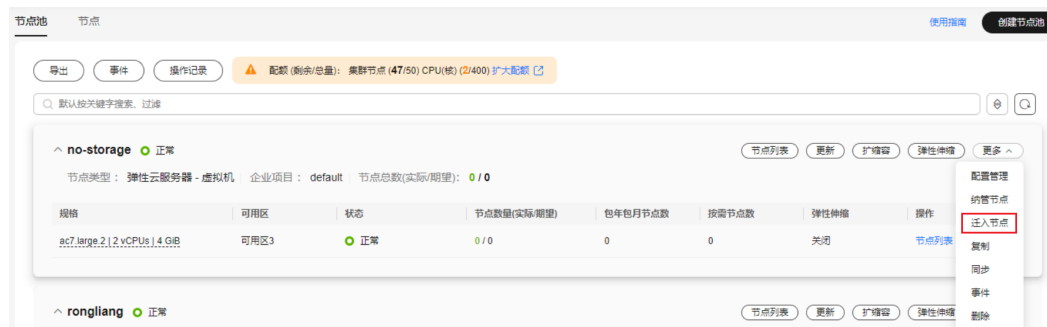 节点池 节点 使用指南 创建节点池
导出 事件 操作记录 配额 (剩余/总量): 集群节点 (47/50) CPU(核) (2/400) 扩大配额
默认按关键字搜索、过滤
no-storage 正常 节点列表 更新 扩缩容 弹性伸缩 更多
节点类型： 弹性云服务器 - 虚拟机 企业项目： default 节点总数(实际/期望): 0 / 0
配置管理
纳管节点
规格 可用区 状态 节点数量(实际/期望) 包年包月节点数 按需节点数 弹性伸缩 操作
迁入节点
ac7.large.2 | 2 vCPUs | 4 GiB 可用区3 正常 0 / 0 0 0 关闭 节点列表
复制
同步
事件
rongliang 正常 节点列表 更新 扩缩容 弹性伸缩
删除